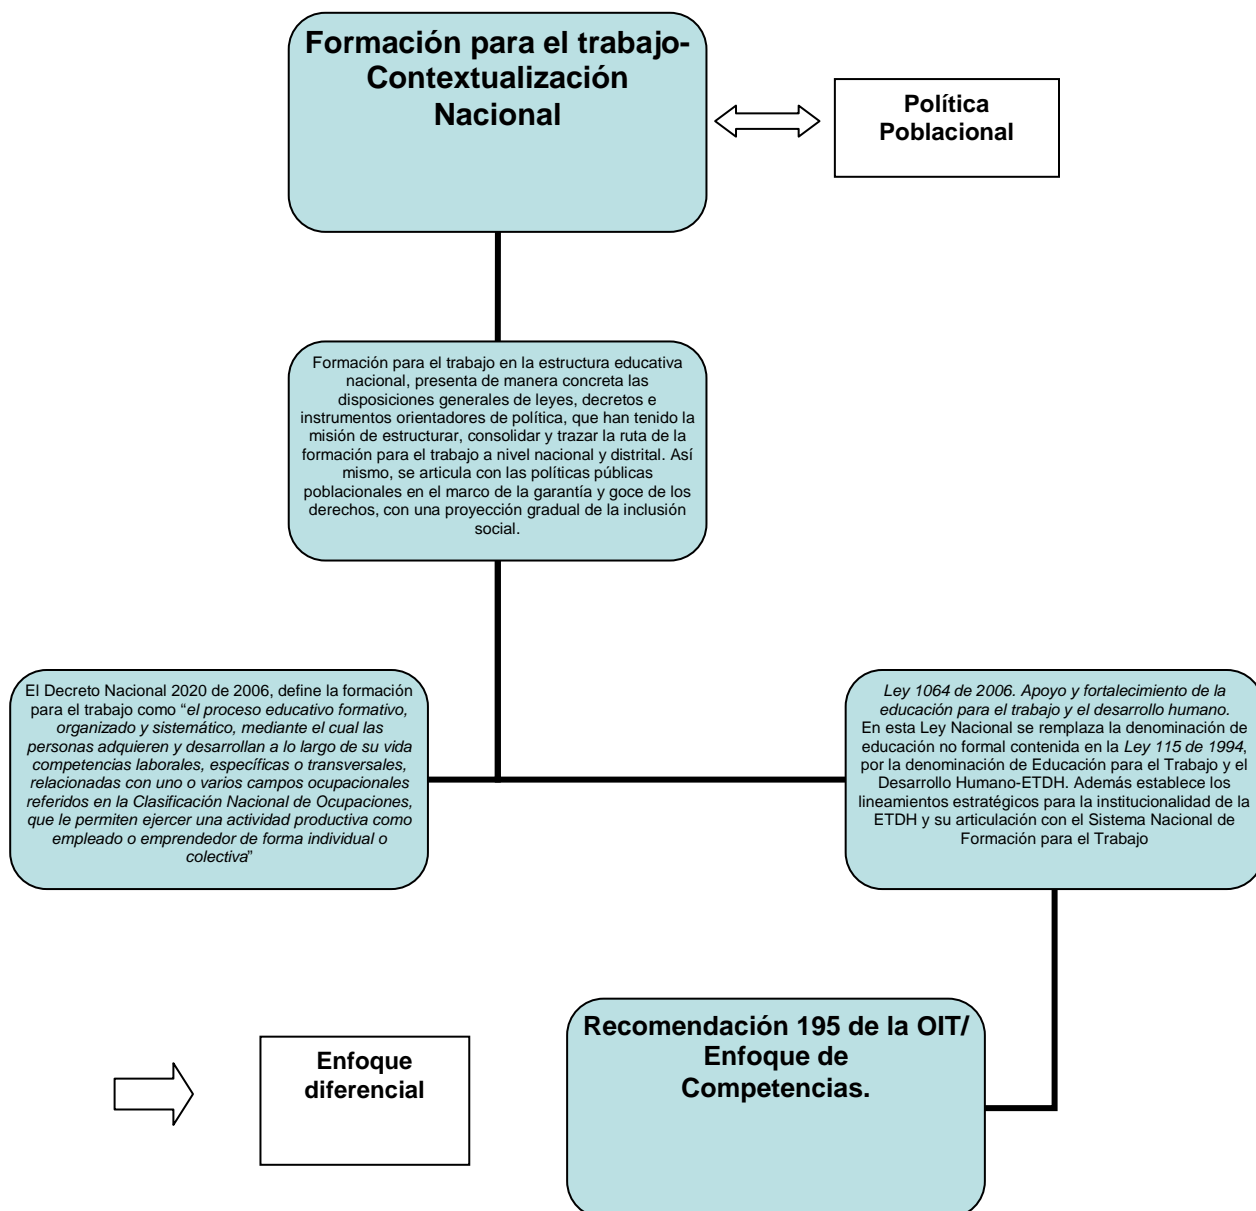 Formación para el trabajo-
Contextualización
Nacional
Política
Poblacional
Formación para el trabajo en la estructura educativa
nacional, presenta de manera concreta las
disposiciones generales de leyes, decretos e
instrumentos orientadores de política, que han tenido la
misión de estructurar, consolidar y trazar la ruta de la
formación para el trabajo a nivel nacional y distrital. Así
mismo, se articula con las políticas públicas
poblacionales en el marco de la garantía y goce de los
derechos, con una proyección gradual de la inclusión
social.
El Decreto Nacional 2020 de 2006, define la formación
para el trabajo como “el proceso educativo formativo,
organizado y sistemático, mediante el cual las
personas adquieren y desarrollan a lo largo de su vida
competencias laborales, específicas o transversales,
relacionadas con uno o varios campos ocupacionales
referidos en la Clasificación Nacional de Ocupaciones,
que le permiten ejercer una actividad productiva como
empleado o emprendedor de forma individual o
colectiva”
Ley 1064 de 2006. Apoyo y fortalecimiento de la
educación para el trabajo y el desarrollo humano.
En esta Ley Nacional se remplaza la denominación de
educación no formal contenida en la Ley 115 de 1994,
por la denominación de Educación para el Trabajo y el
Desarrollo Humano-ETDH. Además establece los
lineamientos estratégicos para la institucionalidad de la
ETDH y su articulación con el Sistema Nacional de
Formación para el Trabajo
Enfoque
diferencial
Recomendación 195 de la OIT/
Enfoque de
Competencias.